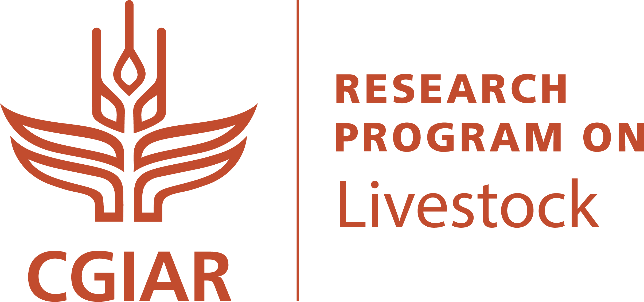 CGIAR
RESEARCH
PROGRAM ON
Livestock